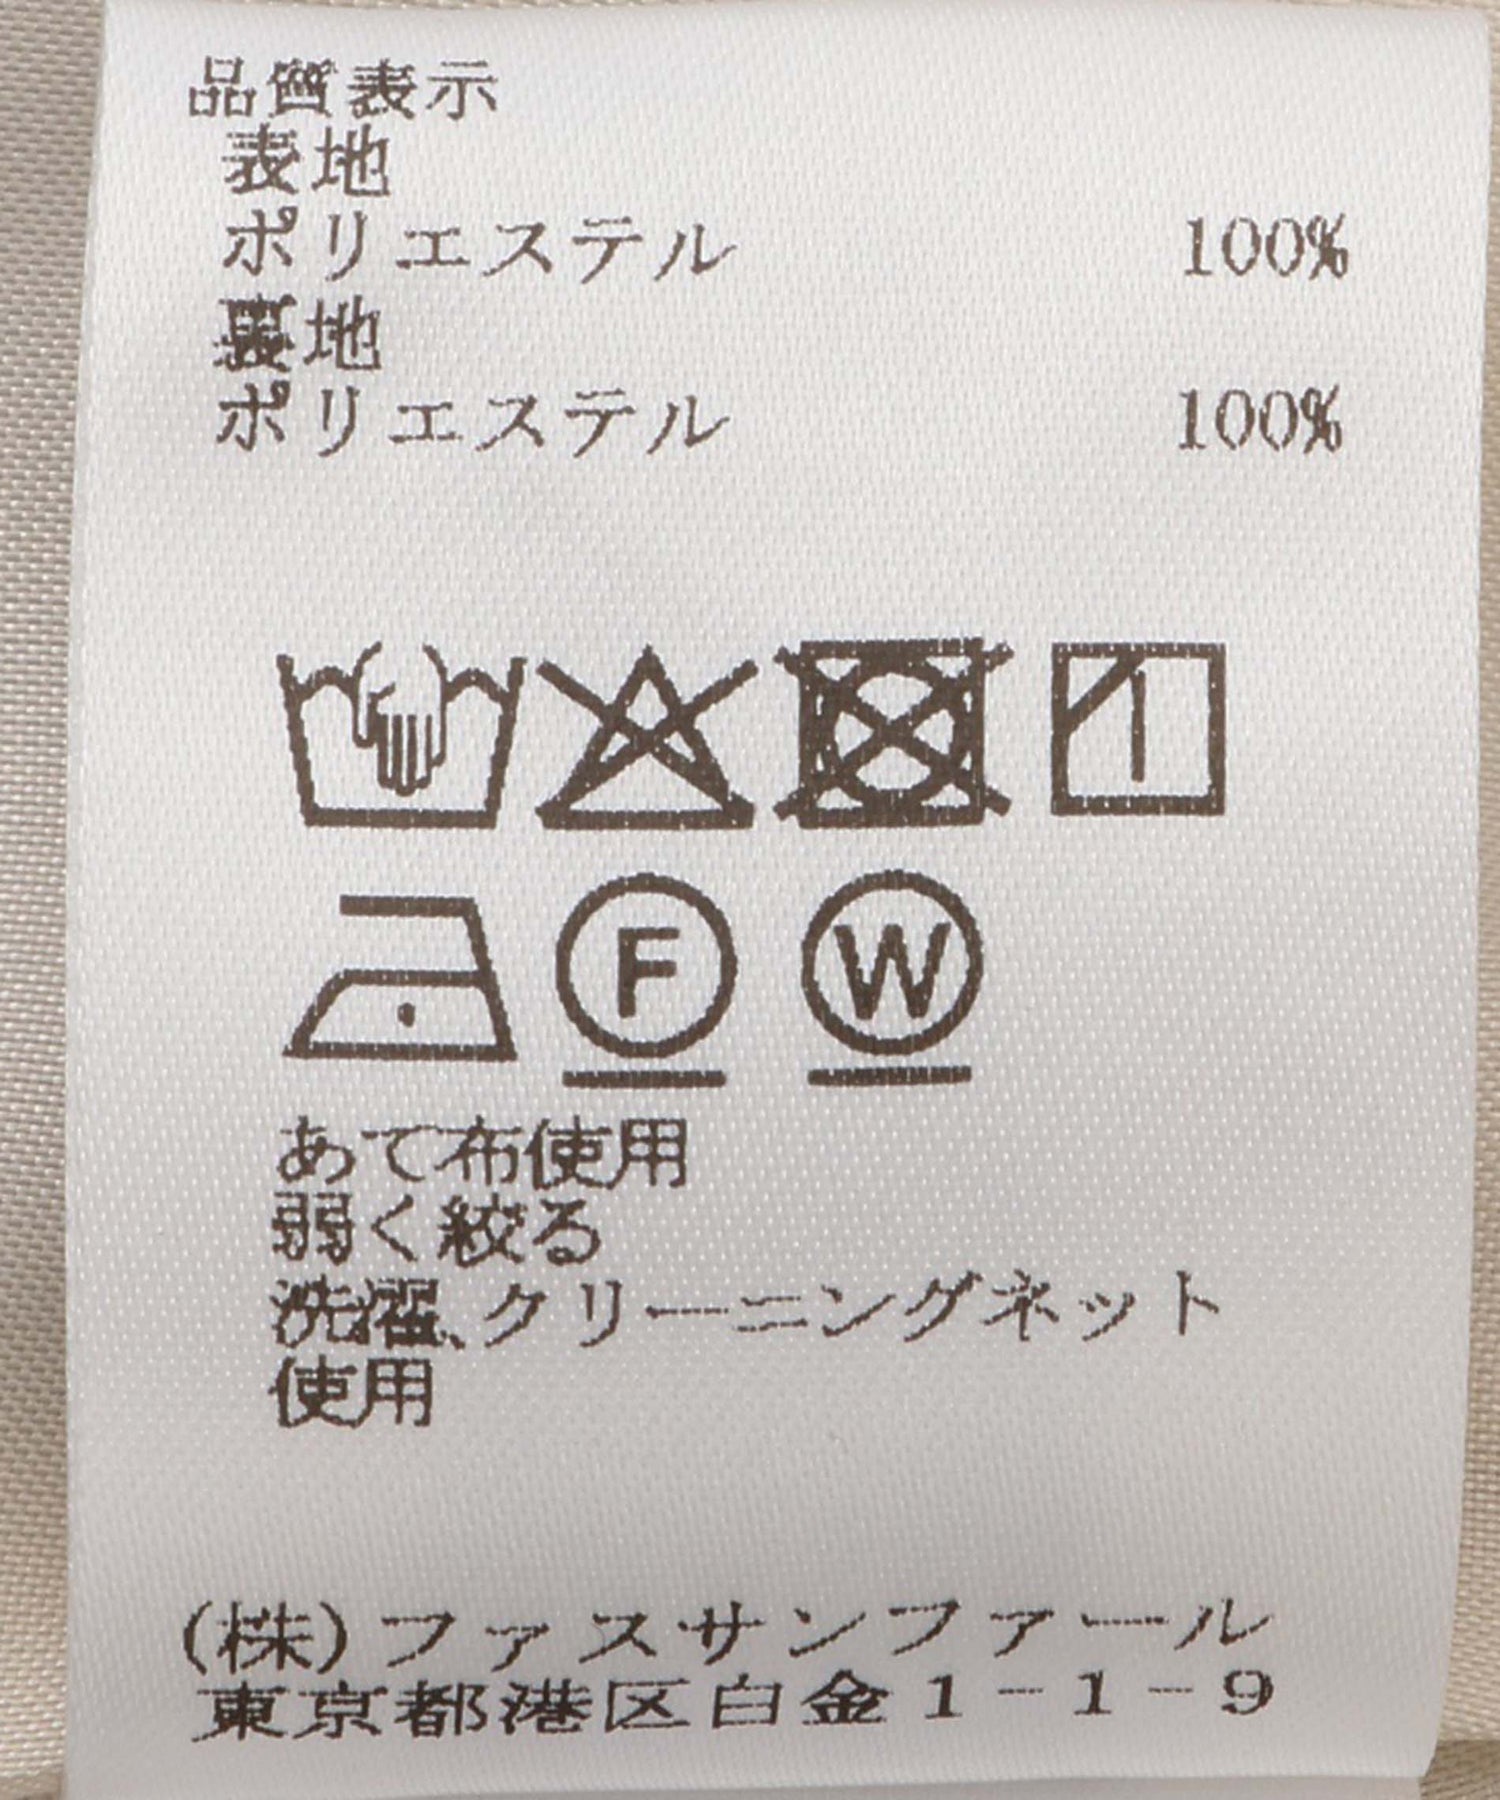 品質表示
表地
ポリエステル 100%
裏地
ポリエステル 100%
F W
あて布使用
弱く絞る
洗濯、クリーニングネット
使用
(株)ファスサンファール
東京都港区白金1-1-9